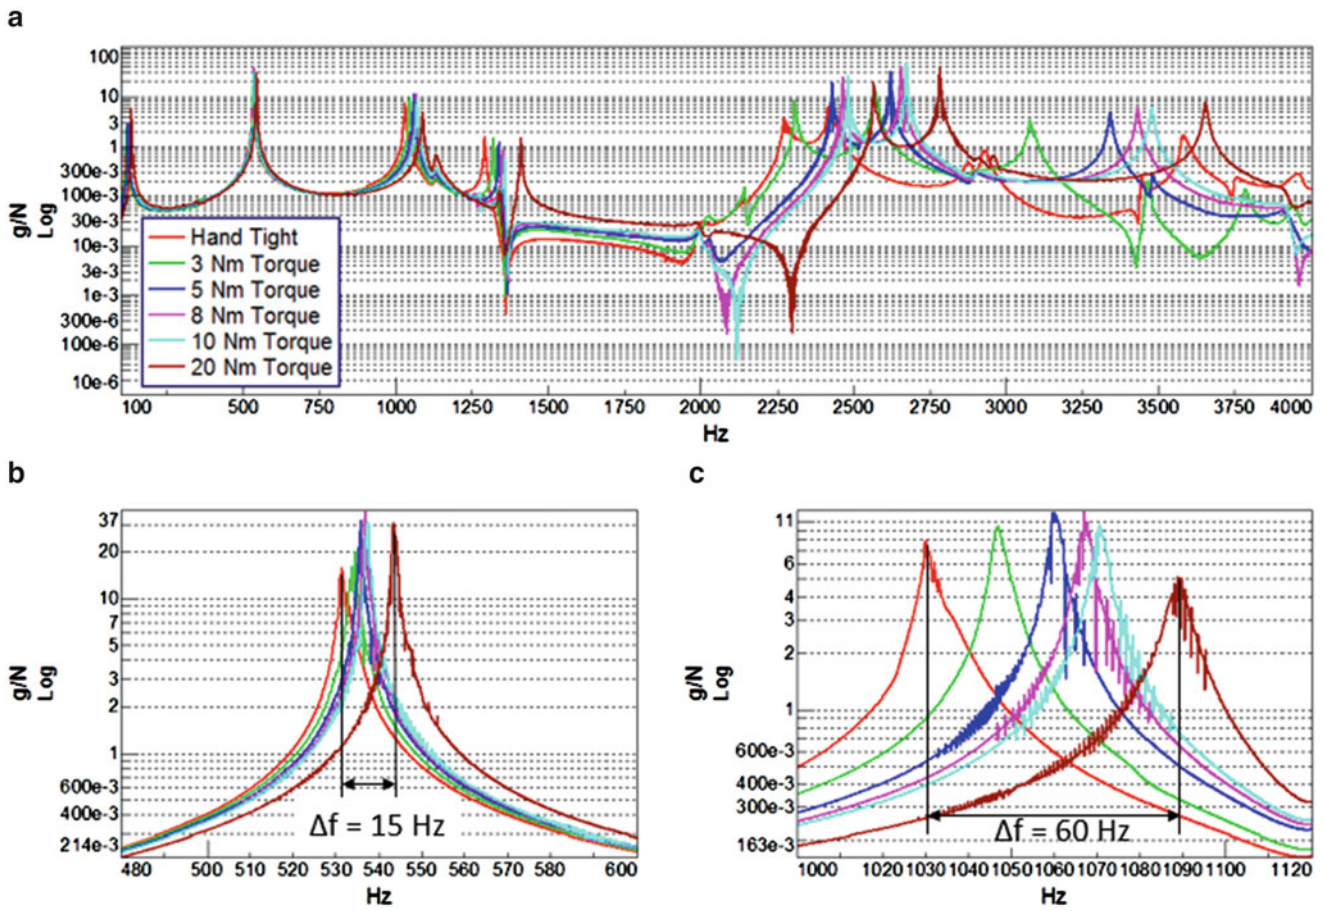 a
100
10
3
1
300e-3
100e-3
30e-3
10e-3
3e-3
1e-3
300e-6
100e-6
10e-6
g/N
Log
Hand Tight
3 Nm Torque
5 Nm Torque
8 Nm Torque
10 Nm Torque
20 Nm Torque
100 500 750 1000 1250 1500 1750 2000 2250 2500 2750 3000 3250 3500 3750 4000
Hz
b
37
20
10
7
5
3
2
1
600e-3
400e-3
214e-3
g/N
Log
Δf = 15 Hz
480 500 510 520 530 540 550 560 570 580 600
Hz
c
11
6
4
3
2
1
600e-3
400e-3
300e-3
163e-3
g/N
Log
Δf = 60 Hz
1000 1020 1030 1040 1050 1060 1070 1080 1090 1100 1120
Hz